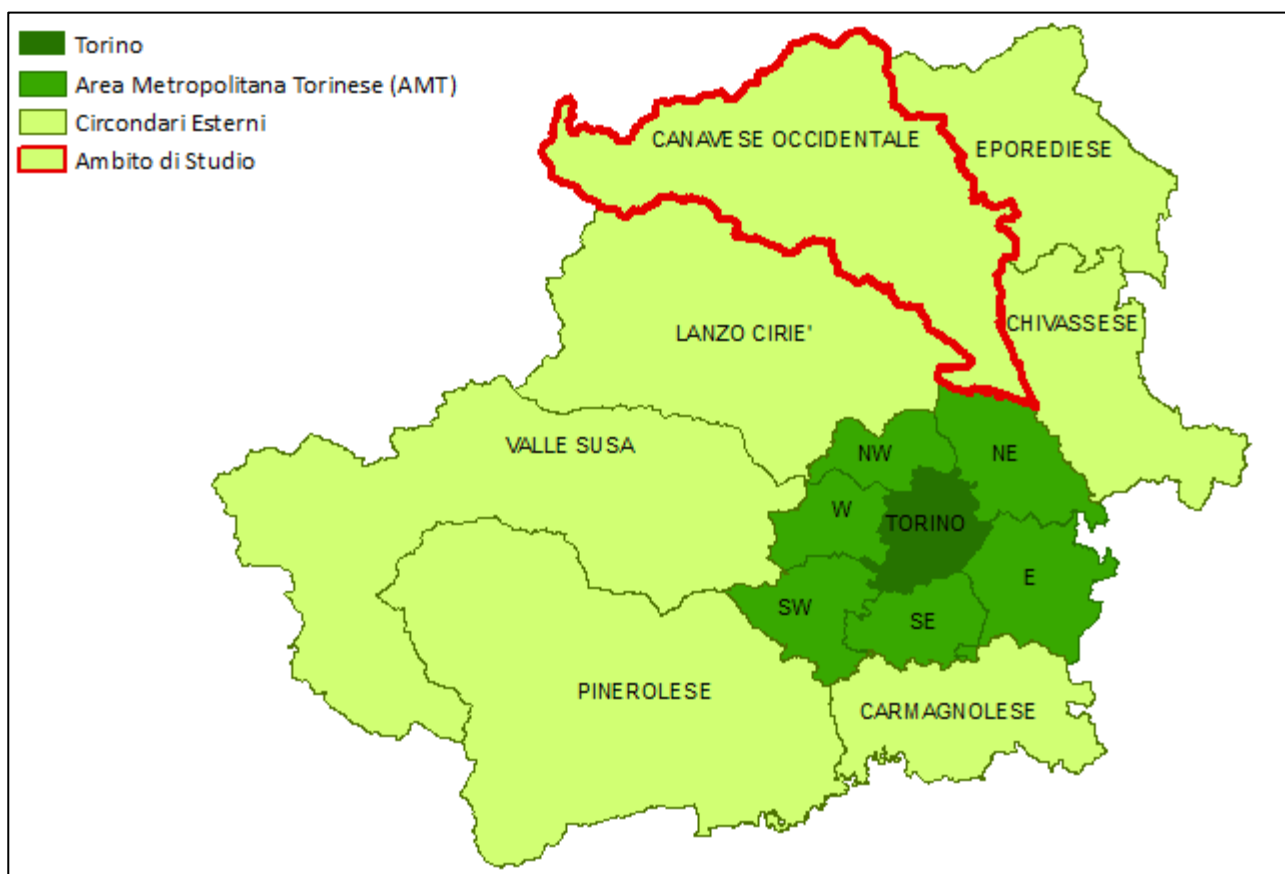 Torino
Area Metropolitana Torinese (AMT)
Circondari Esterni
Ambito di Studio
CANAVESE OCCIDENTALE
EPOREDIESE
CHIVASSESE
LANZO CIRIE'
VALLE SUSA
NW
NE
W
TORINO
E
SW
SE
PINEROLESE
CARMAGNOLESE